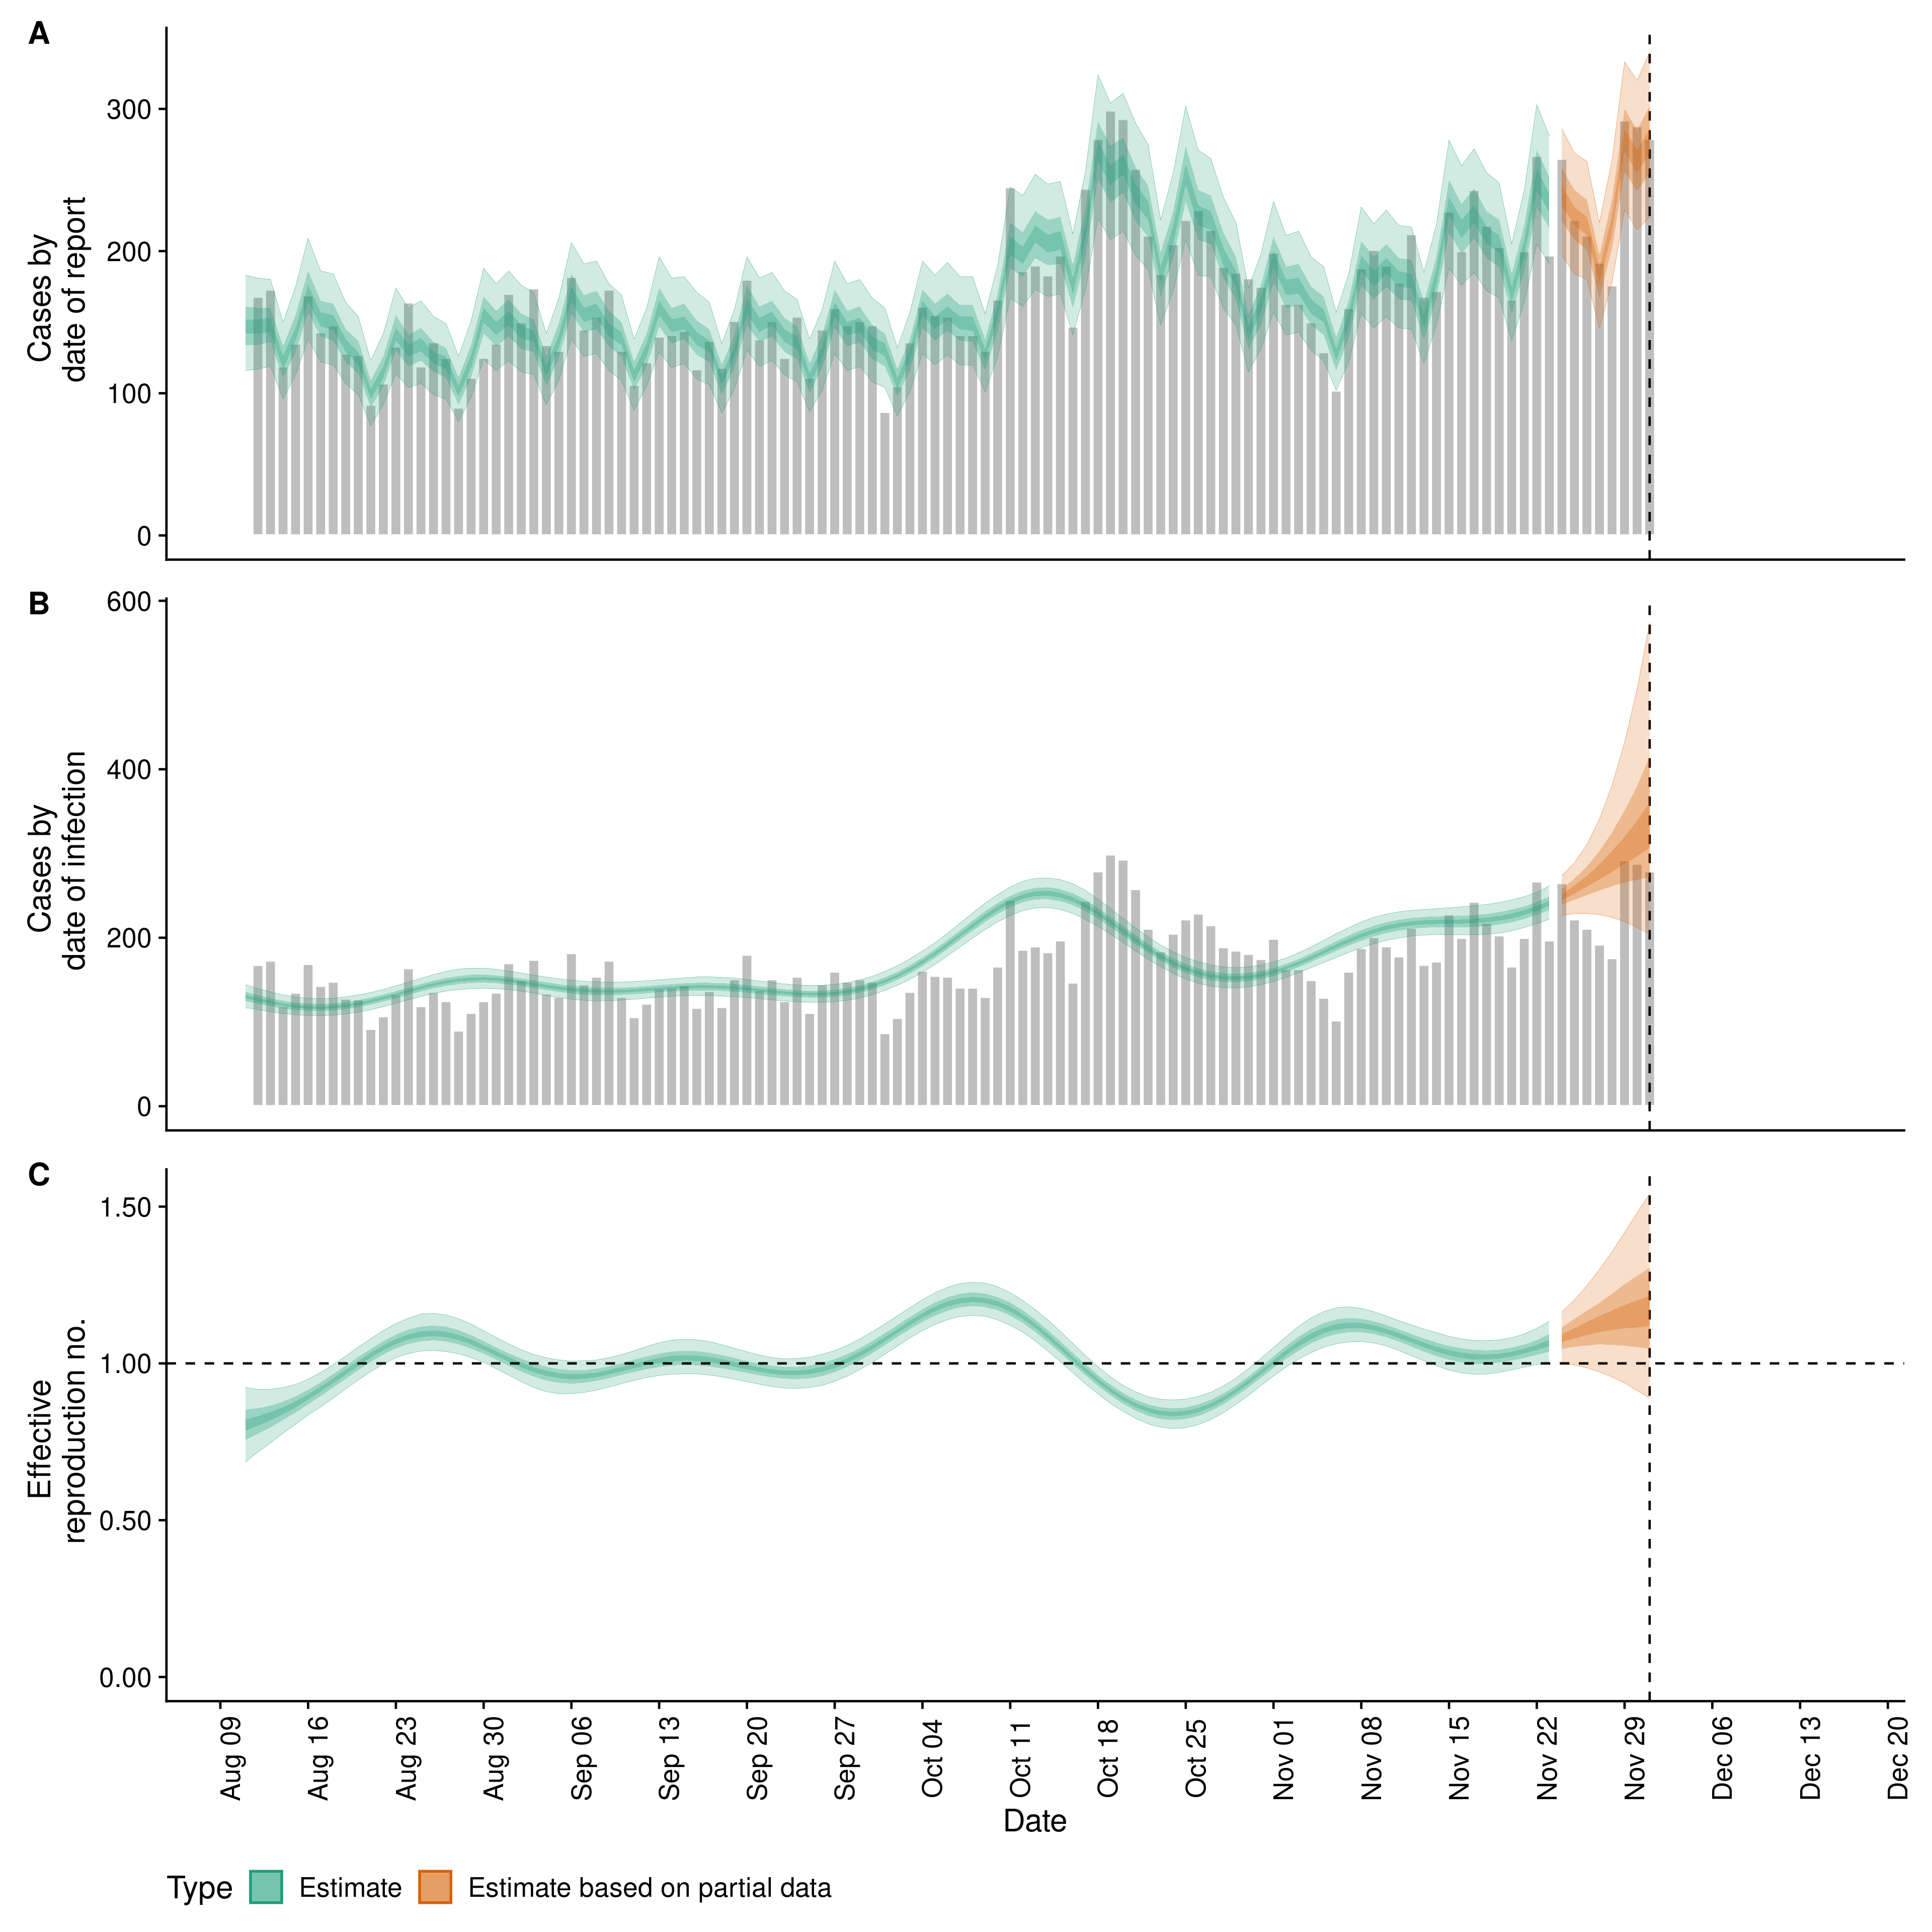 A
Cases by
date of report
300
200
100
0
B
Cases by
date of infection
600
400
200
0
C
Effective
reproduction no.
1.50
1.00
0.50
0.00
Aug 09
Aug 16
Aug 23
Aug 30
Sep 06
Sep 13
Sep 20
Sep 27
Oct 04
Oct 11
Oct 18
Oct 25
Nov 01
Nov 08
Nov 15
Nov 22
Nov 29
Dec 06
Dec 13
Dec 20
Date
Type Estimate Estimate based on partial data